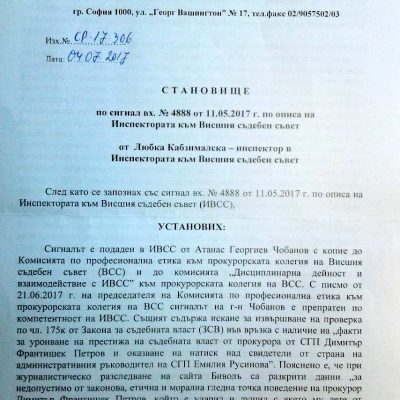 гр. София 1000, ул. „Георг Вашингтон" № 17, тел.факс 02/9057502/03
Изх.№ СР-17-306
Дата: 04.07.2017
СТАНОВИЩЕ
по сигнал вх. № 4888 от 11.05.2017 г. по описа на
Инспектората към Висшия съдебен съвет
от Любка Кабзималска – инспектор в
Инспектората към Висшия съдебен съвет
След като се запознах със сигнал вх. № 4888 от 11.05.2017 г. по описа на
Инспектората към Висшия съдебен съвет (ИВСС),
УСТАНОВИХ:
Сигналът е подаден в ИВСС от Атанас Георгиев Чобанов с копие до
Комисията по професионална етика към прокурорската колегия на Висшия
съдебен съвет (ВСС) и до комисията „Дисциплинарна дейност и
взаимодействие с ИВСС" към прокурорската колегия на ВСС. С писмо от
21.06.2017 г. на председателя на Комисията по професионална етика към
прокурорската колегия на ВСС сигналът на г-н Чобанов е препратен по
компетентност на ИВСС. Същият съдържа искане за извършване на проверка
по чл. 175к от Закона за съдебната власт (ЗСВ) във връзка с наличие на „факти
за уронване на престижа на съдебната власт от прокурора от СГП Димитър
Франтишек Петров и оказване на натиск над свидетели от страна на
административния ръководител на СГП Емилия Русинова". Пояснено е, че при
журналистическо разследване на сайта Биволъ са разкрити данни „за
недопустимо от законова, етична и морална гледна точка поведение на прокурор
Димитър Франтишек Петров, който е ударил и